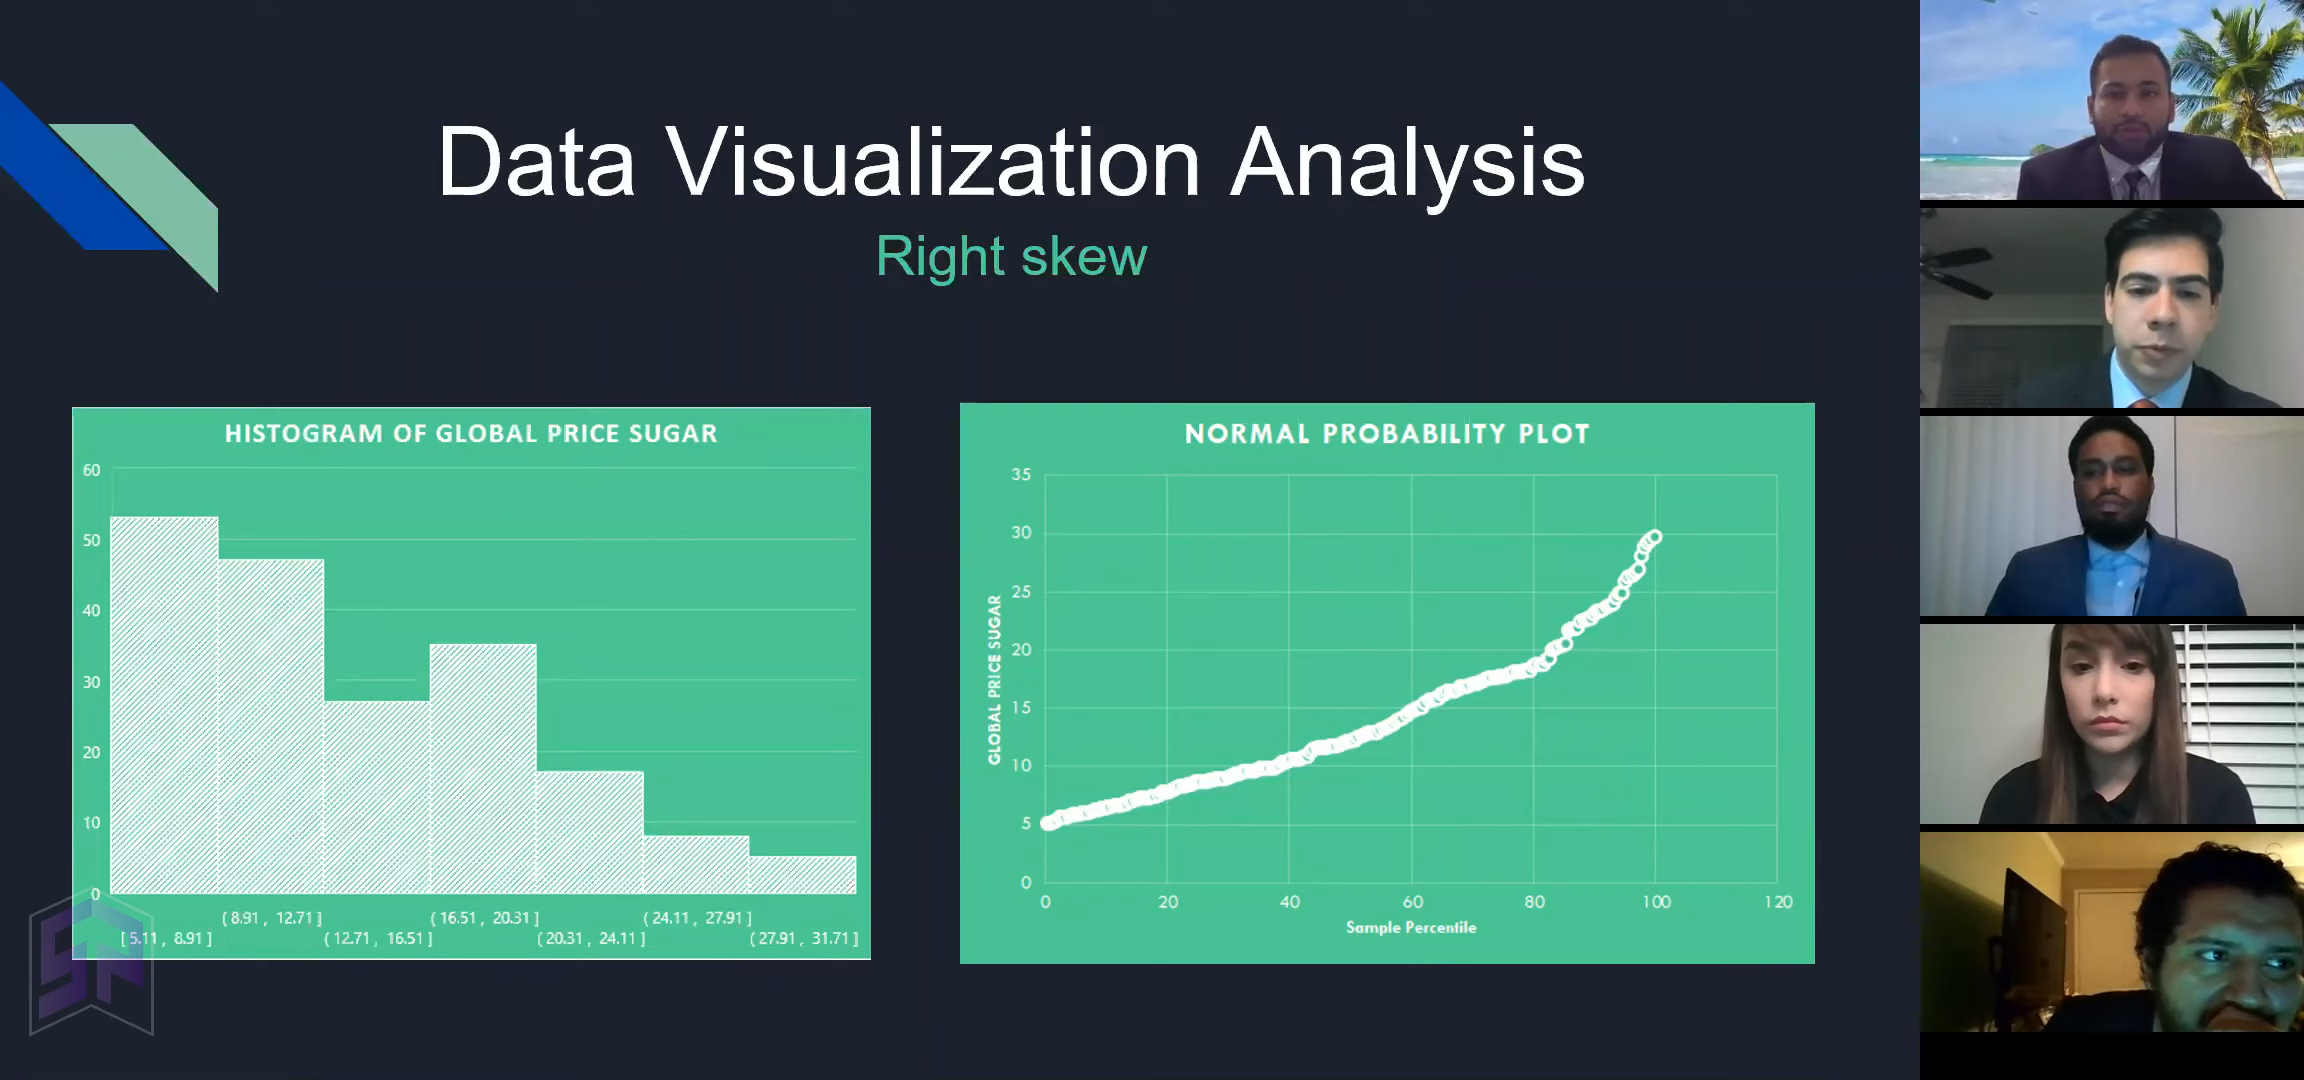 Data Visualization Analysis
Right skew
HISTOGRAM OF GLOBAL PRICE SUGAR
60
50
40
30
20
10
0
[ 5.11 , 8.91 ]
( 8.91 , 12.71 ]
( 12.71 , 16.51 ]
( 16.51 , 20.31 ]
( 20.31 , 24.11 ]
( 24.11 , 27.91 ]
( 27.91 , 31.71 ]
NORMAL PROBABILITY PLOT
GLOBAL PRICE SUGAR
35
30
25
20
15
10
5
0
0 20 40 60 80 100 120
Sample Percentile